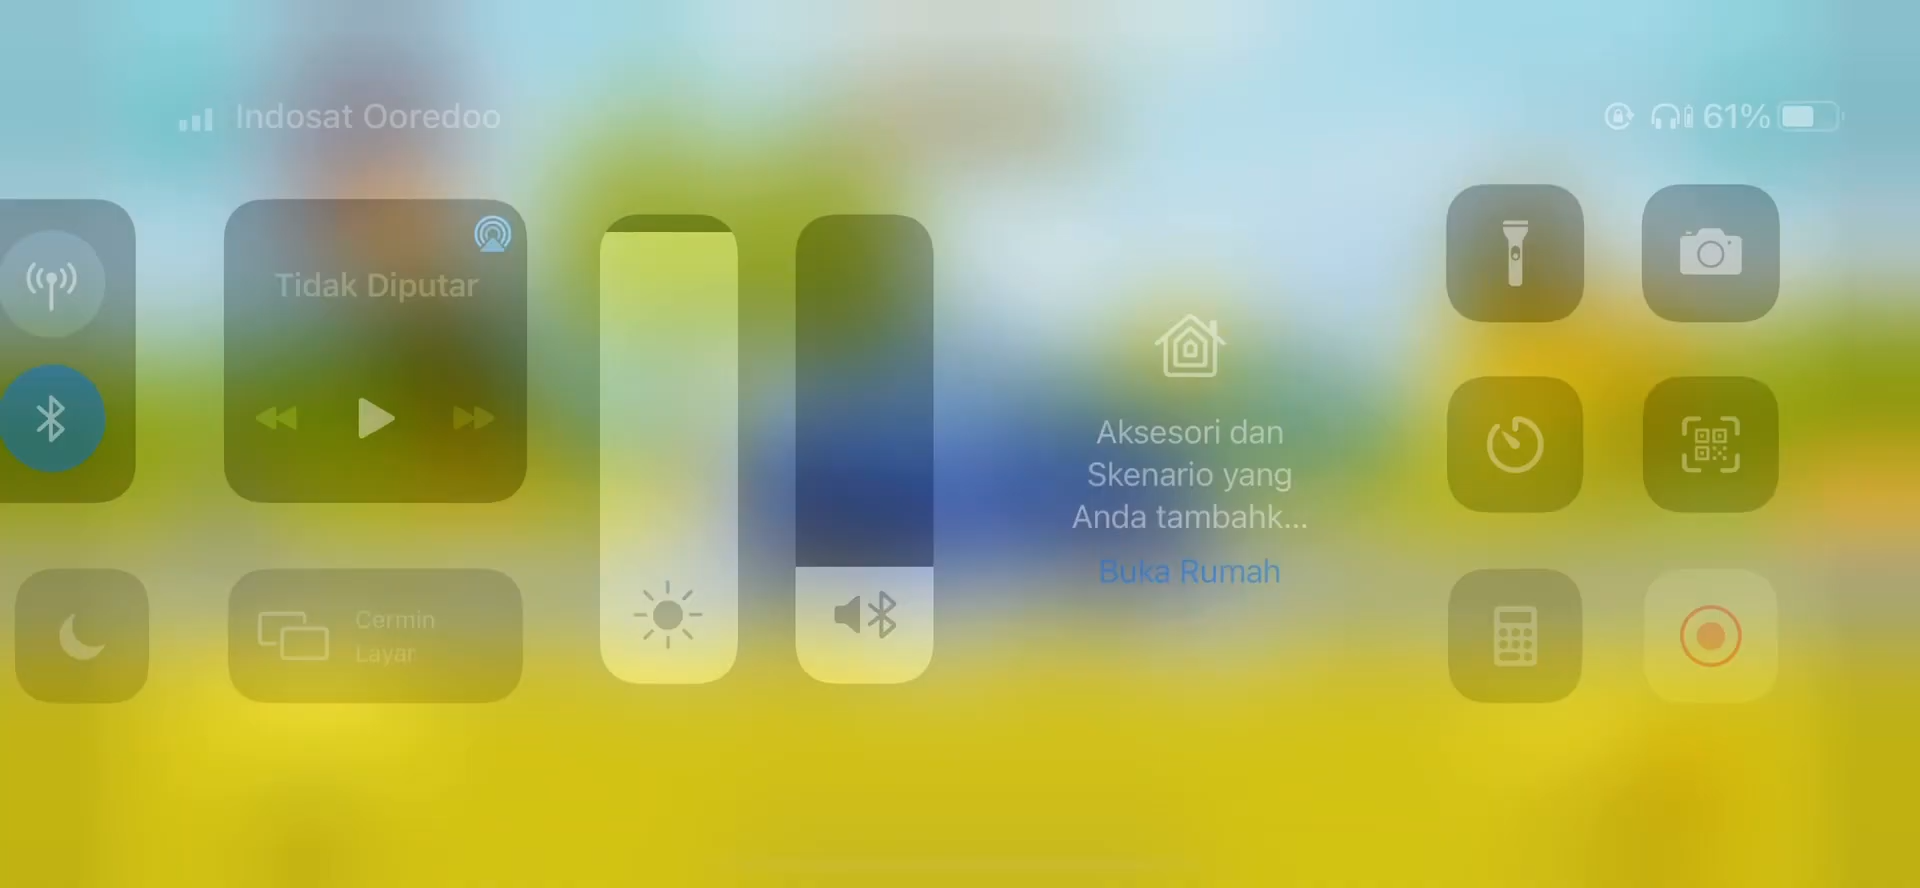 Indosat Ooredoo
61%
Tidak Diputar
Aksesori dan
Skenario yang
Anda tambahk...
Buka Rumah
Cermin
Layar